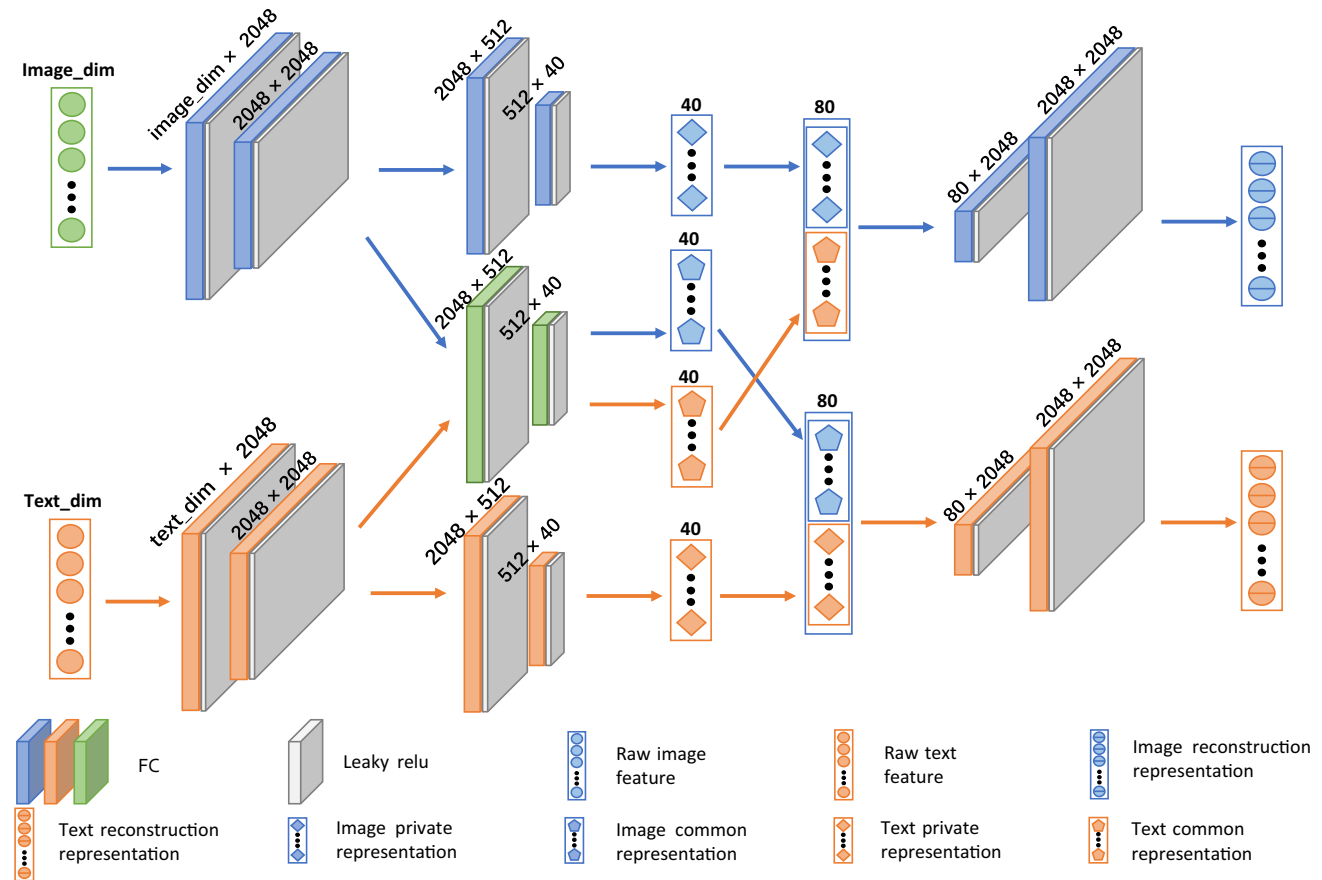 Image_dim
image_dim × 2048
2048 × 2048
2048 × 512
512 × 40
40
80
80 × 2048
2048 × 2048
40
2048 × 512
512 × 40
40
80
Text_dim
text_dim × 2048
2048 × 2048
2048 × 512
512 × 40
40
80 × 2048
2048 × 2048
FC
Leaky relu
Raw image
feature
Raw text
feature
Image reconstruction
representation
Text reconstruction
representation
Image private
representation
Image common
representation
Text private
representation
Text common
representation